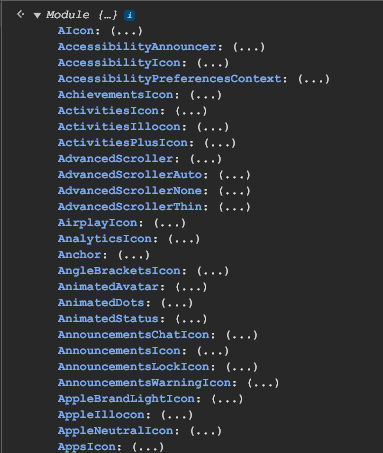 Module {…} i
AIcon: (...)
AccessibilityAnnouncer: (...)
AccessibilityIcon: (...)
AccessibilityPreferencesContext: (...)
AchievementsIcon: (...)
ActivitiesIcon: (...)
ActivitiesIllocon: (...)
ActivitiesPlusIcon: (...)
AdvancedScroller: (...)
AdvancedScrollerAuto: (...)
AdvancedScrollerNone: (...)
AdvancedScrollerThin: (...)
AirplayIcon: (...)
AnalyticsIcon: (...)
Anchor: (...)
AngleBracketsIcon: (...)
AnimatedAvatar: (...)
AnimatedDots: (...)
AnimatedStatus: (...)
AnnouncementsChatIcon: (...)
AnnouncementsIcon: (...)
AnnouncementsLockIcon: (...)
AnnouncementsWarningIcon: (...)
AppleBrandLightIcon: (...)
AppleIllocon: (...)
AppleNeutralIcon: (...)
AppsIcon: (...)